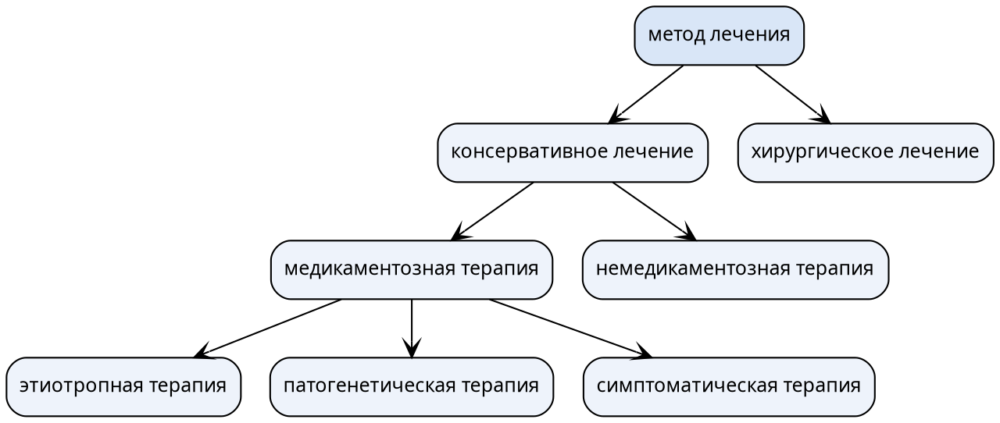 метод лечения
консервативное лечение
хирургическое лечение
медикаментозная терапия
немедикаментозная терапия
этиотропная терапия
патогенетическая терапия
симптоматическая терапия